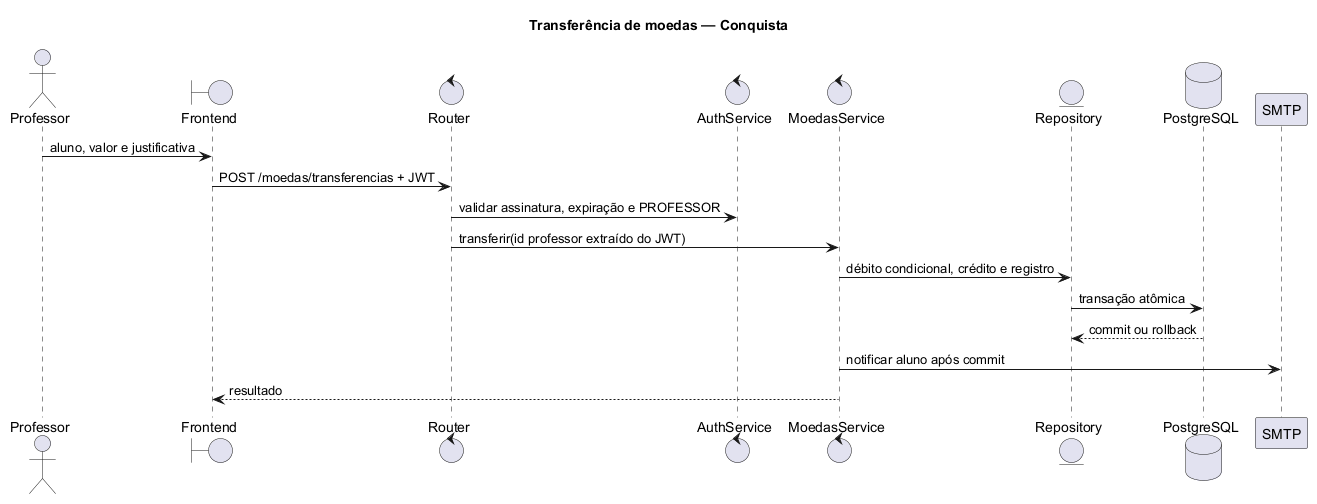 Transferência de moedas — Conquista
Professor
Frontend
Router
AuthService
MoedasService
Repository
PostgreSQL
SMTP
aluno, valor e justificativa
POST /moedas/transferencias + JWT
validar assinatura, expiração e PROFESSOR
transferir(id professor extraído do JWT)
débito condicional, crédito e registro
transação atômica
commit ou rollback
notificar aluno após commit
resultado
Professor
Frontend
Router
AuthService
MoedasService
Repository
PostgreSQL
SMTP